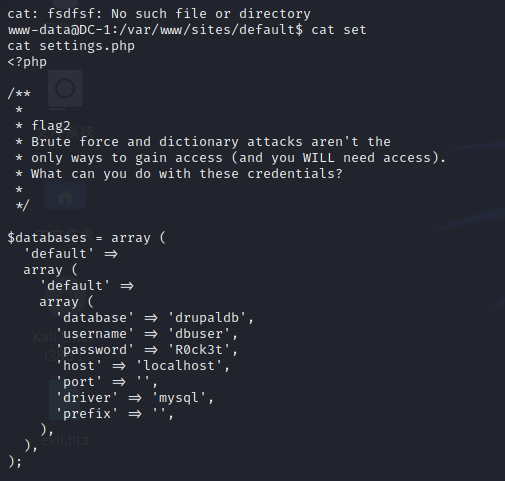 cat: fsdfsf: No such file or directory
www-data@DC-1:/var/www/sites/default$ cat set
cat settings.php
<?php

/**
 *
 * flag2
 * Brute force and dictionary attacks aren't the
 * only ways to gain access (and you WILL need access).
 * What can you do with these credentials?
 *
 */

$databases = array (
  'default' =>
  array (
    'default' =>
    array (
      'database' => 'drupaldb',
      'username' => 'dbuser',
      'password' => 'R0ck3t',
      'host' => 'localhost',
      'port' => '',
      'driver' => 'mysql',
      'prefix' => '',
    ),
  ),
);
evil.hta